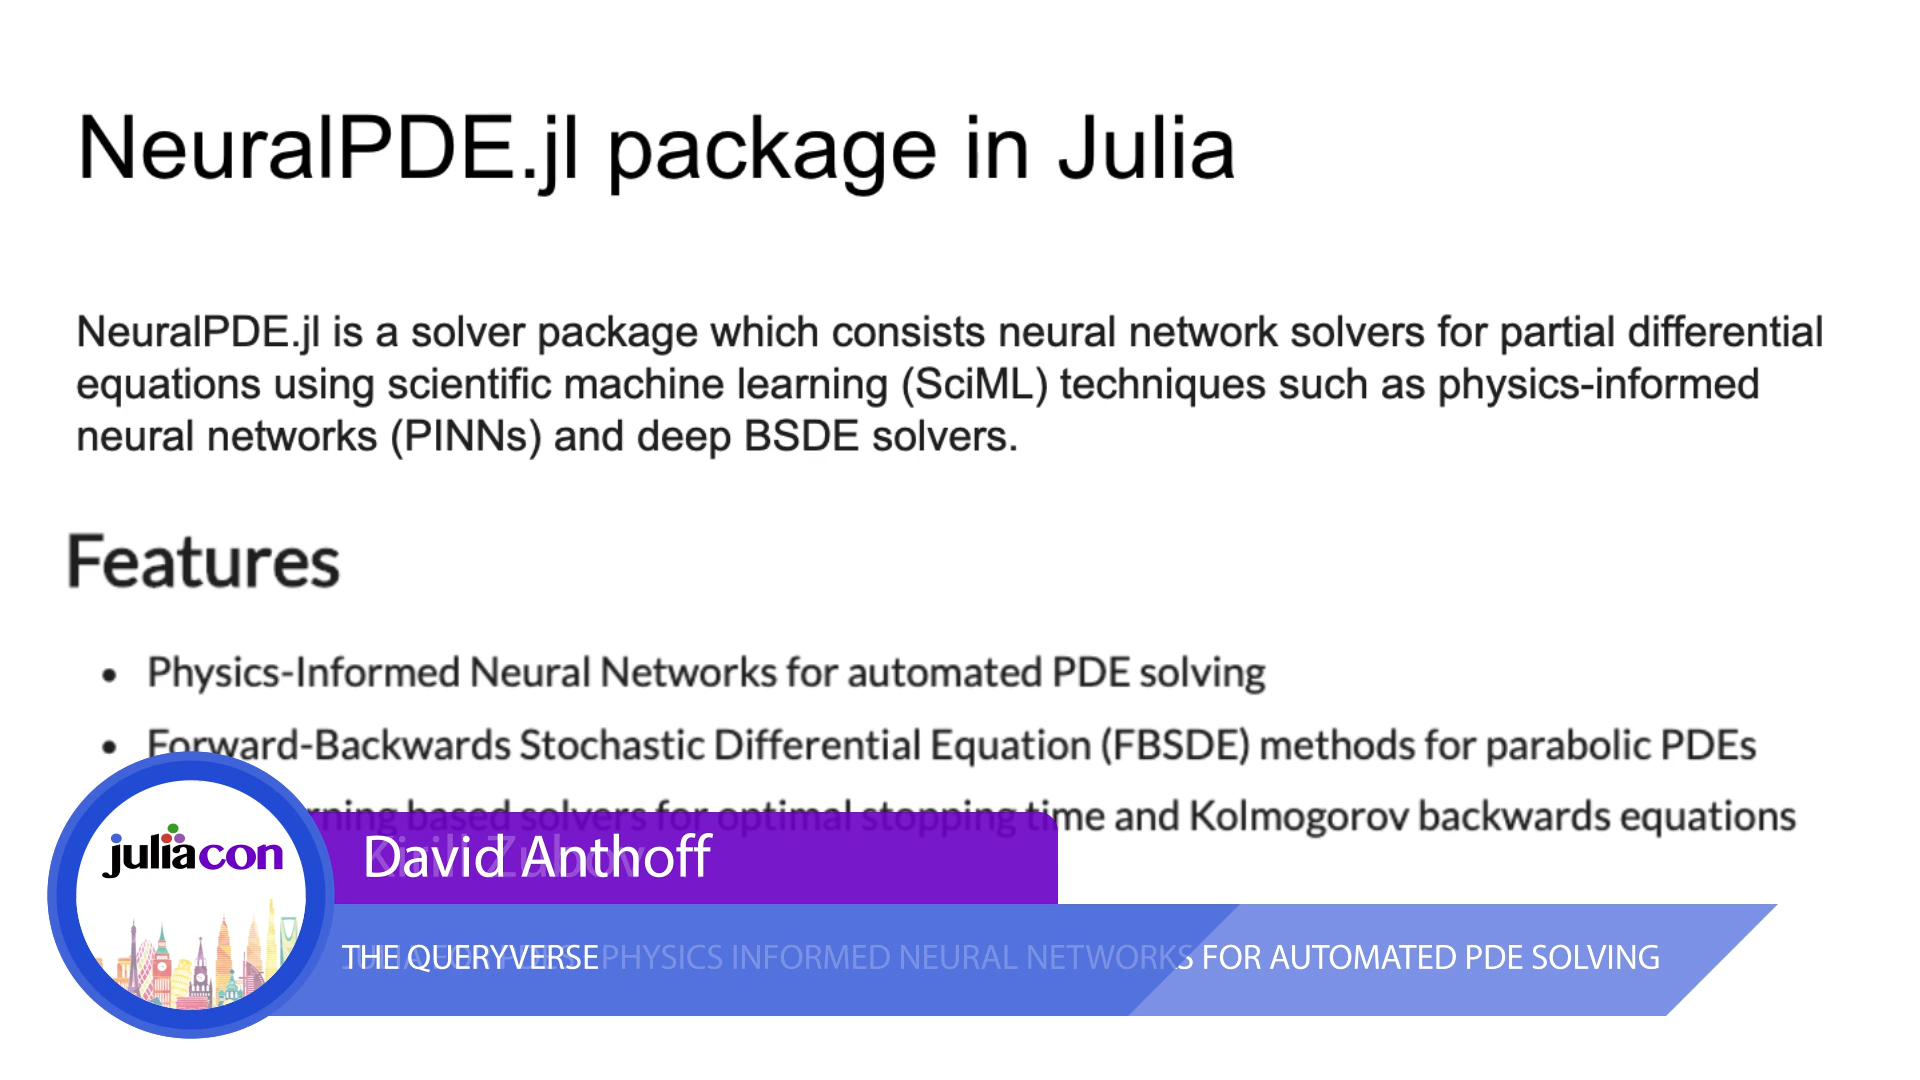 NeuralPDE.jl package in Julia
NeuralPDE.jl is a solver package which consists neural network solvers for partial differential
equations using scientific machine learning (SciML) techniques such as physics-informed
neural networks (PINNs) and deep BSDE solvers.
Features
• Physics-Informed Neural Networks for automated PDE solving
• Forward-Backwards Stochastic Differential Equation (FBSDE) methods for parabolic PDEs
based solvers for optimal stopping time and Kolmogorov backwards equations
juliacon
David Anthoff
THE QUERYVERSE
PHYSICS INFORMED NEURAL NETWORKS FOR AUTOMATED PDE SOLVING